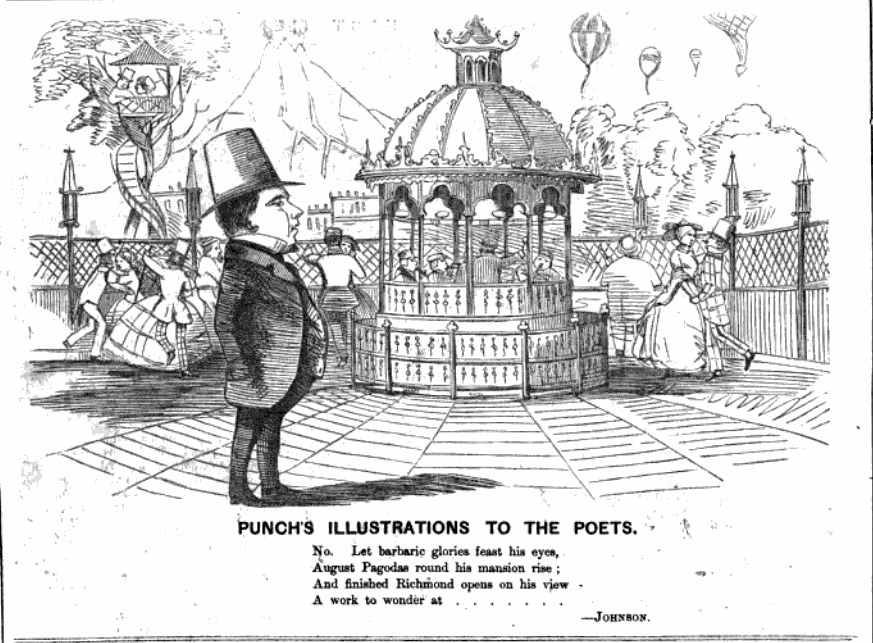 PUNCH'S ILLUSTRATIONS TO THE POETS.
No. Let barbaric glories feast his eyes,
August Pagodas round his mansion rise;
And finished Richmond opens on his view -
A work to wonder at . . . . . . .
—JOHNSON.